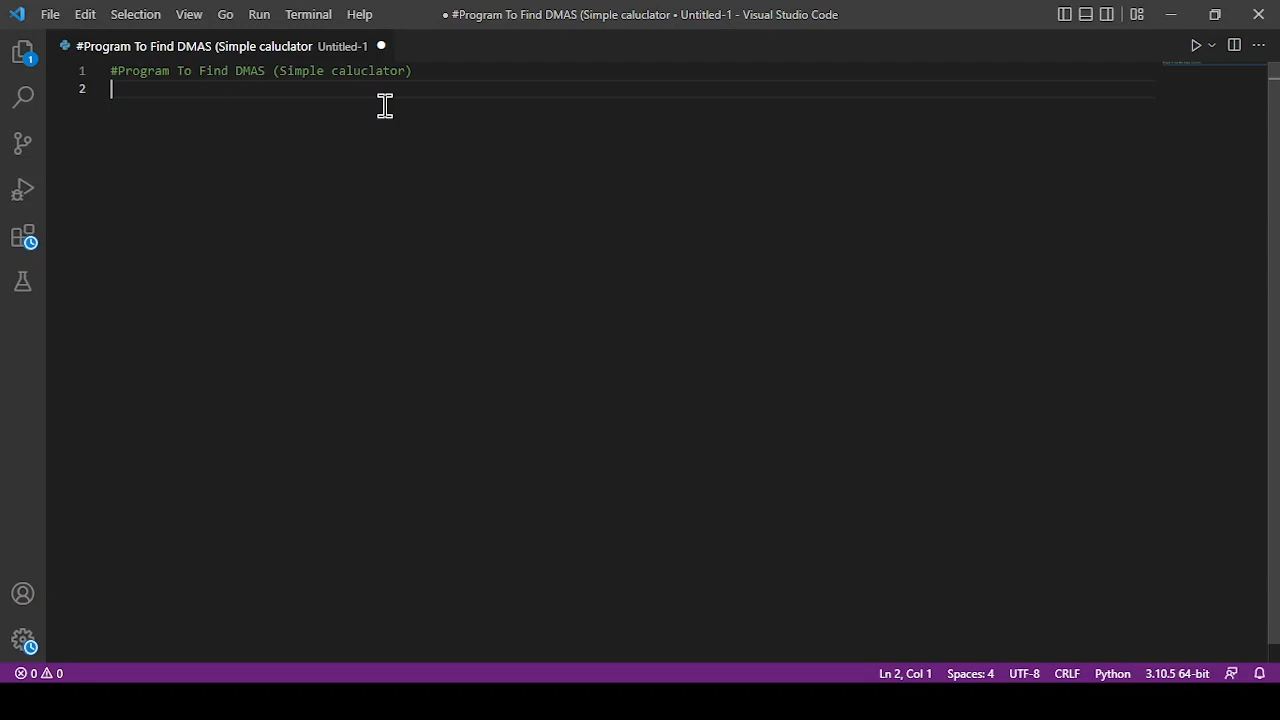 File Edit Selection View Go Run Terminal Help
● #Program To Find DMAS (Simple caluclator • Untitled-1 - Visual Studio Code
#Program To Find DMAS (Simple caluclator Untitled-1
1 #Program To Find DMAS (Simple caluclator)
2
1
0 0
Ln 2, Col 1 Spaces: 4 UTF-8 CRLF Python 3.10.5 64-bit